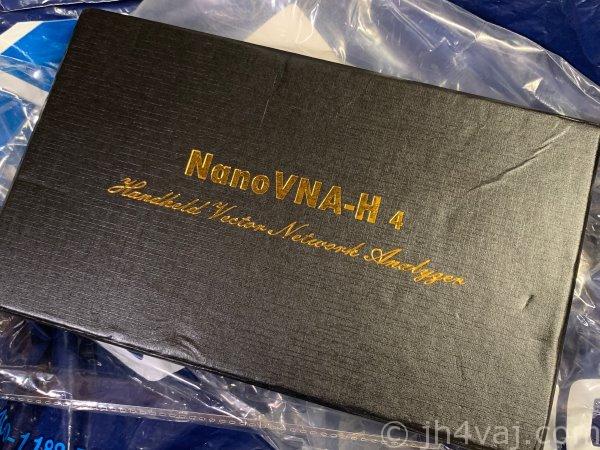 NanoVNA-H 4
Handheld Vector Network Analyzer
© jh4vaj.com